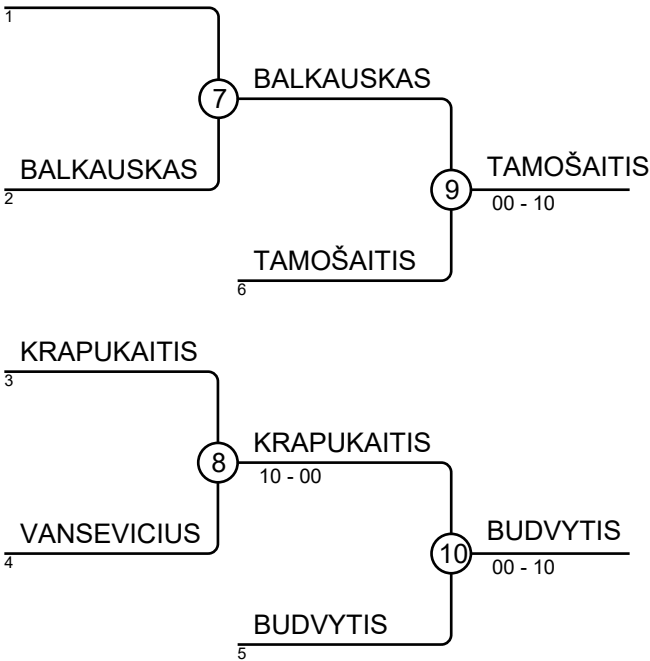 1
7
BALKAUSKAS
BALKAUSKAS
2
9
TAMOŠAITIS
00 - 10
TAMOŠAITIS
6
KRAPUKAITIS
3
8
KRAPUKAITIS
10 - 00
VANSEVICIUS
4
10
BUDVYTIS
00 - 10
BUDVYTIS
5